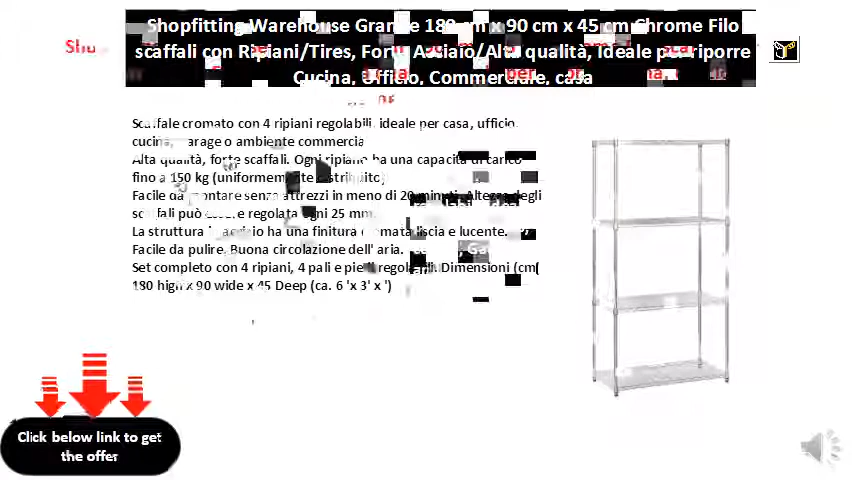 Shopfitting Warehouse Grande 180 cm x 90 cm x 45 cm Chrome Filo
scaffali con Ripiani/Tires, Forte Acciaio/Alta qualità, Ideale per riporre
Cucina, Ufficio, Commerciale, casa
Scaffale cromato con 4 ripiani regolabili, ideale per casa, ufficio,
cucina, garage o ambiente commercia
Alta qualità, forte scaffali. Ogni ripiano ha una capacità di carico
fino a 150 kg (uniformemente distribuito)
Facile da montare senza attrezzi in meno di 20 minuti. Altezza degli
scaffali può essere regolata ogni 25 mm.
La struttura in acciaio ha una finitura cromata liscia e lucente.
Facile da pulire. Buona circolazione dell' aria.
Set completo con 4 ripiani, 4 pali e piedi regolabili. Dimensioni (cm(
180 high x 90 wide x 45 Deep (ca. 6 'x 3' x ')
Click below link to get
the offer